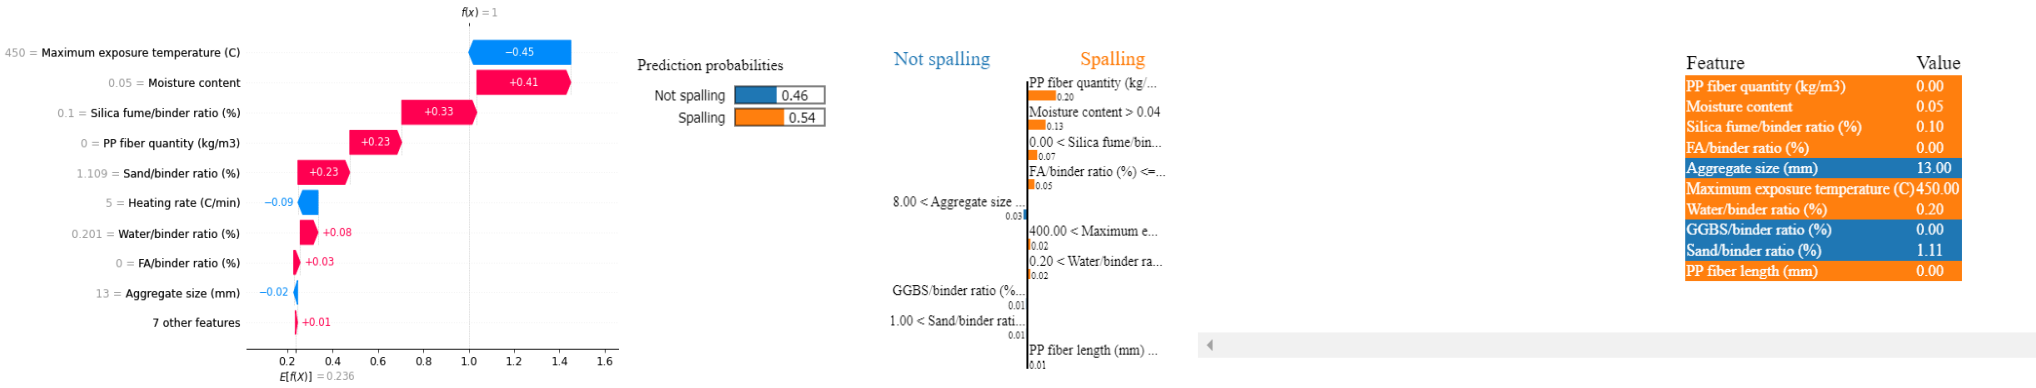 f(x) = 1
450 = Maximum exposure temperature (C) −0.45
0.05 = Moisture content +0.41
0.1 = Silica fume/binder ratio (%) +0.33
0 = PP fiber quantity (kg/m3) +0.23
1.109 = Sand/binder ratio (%) +0.23
5 = Heating rate (C/min) −0.09
0.201 = Water/binder ratio (%) +0.08
0 = FA/binder ratio (%) +0.03
13 = Aggregate size (mm) −0.02
7 other features +0.01
0.2 0.4 0.6 0.8 1.0 1.2 1.4 1.6
E[f(X)] = 0.236
Prediction probabilities
Not spalling 0.46
Spalling 0.54
Not spalling Spalling
PP fiber quantity (kg/...
0.20
Moisture content > 0.04
0.13
0.00 < Silica fume/bin...
0.07
FA/binder ratio (%) <=...
0.05
8.00 < Aggregate size ...
0.03
400.00 < Maximum e...
0.02
0.20 < Water/binder ra...
0.02
GGBS/binder ratio (%...
0.01
1.00 < Sand/binder rati...
0.01
PP fiber length (mm) ...
0.01
Feature Value
PP fiber quantity (kg/m3) 0.00
Moisture content 0.05
Silica fume/binder ratio (%) 0.10
FA/binder ratio (%) 0.00
Aggregate size (mm) 13.00
Maximum exposure temperature (C) 450.00
Water/binder ratio (%) 0.20
GGBS/binder ratio (%) 0.00
Sand/binder ratio (%) 1.11
PP fiber length (mm) 0.00